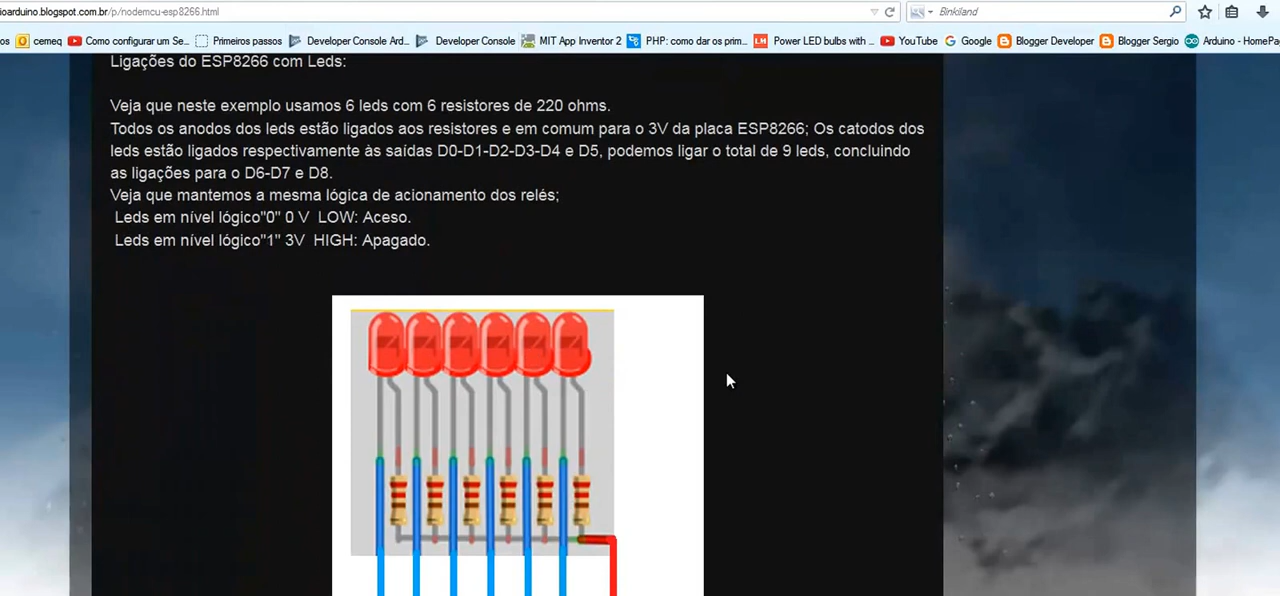 ioarduino.blogspot.com.br/p/nodemcu-esp8266.html
Binkiland
os cemeq Como configurar um Se... Primeiros passos Developer Console Ard... Developer Console MIT App Inventor 2 PHP: como dar os prim... LM Power LED bulbs with ... YouTube Google Blogger Developer Blogger Sergio Arduino - HomePag
Ligações do ESP8266 com Leds:
Veja que neste exemplo usamos 6 leds com 6 resistores de 220 ohms.
Todos os anodos dos leds estão ligados aos resistores e em comum para o 3V da placa ESP8266; Os catodos dos
leds estão ligados respectivamente às saídas D0-D1-D2-D3-D4 e D5, podemos ligar o total de 9 leds, concluindo
as ligações para o D6-D7 e D8.
Veja que mantemos a mesma lógica de acionamento dos relés;
Leds em nível lógico"0" 0 V LOW: Aceso.
Leds em nível lógico"1" 3V HIGH: Apagado.